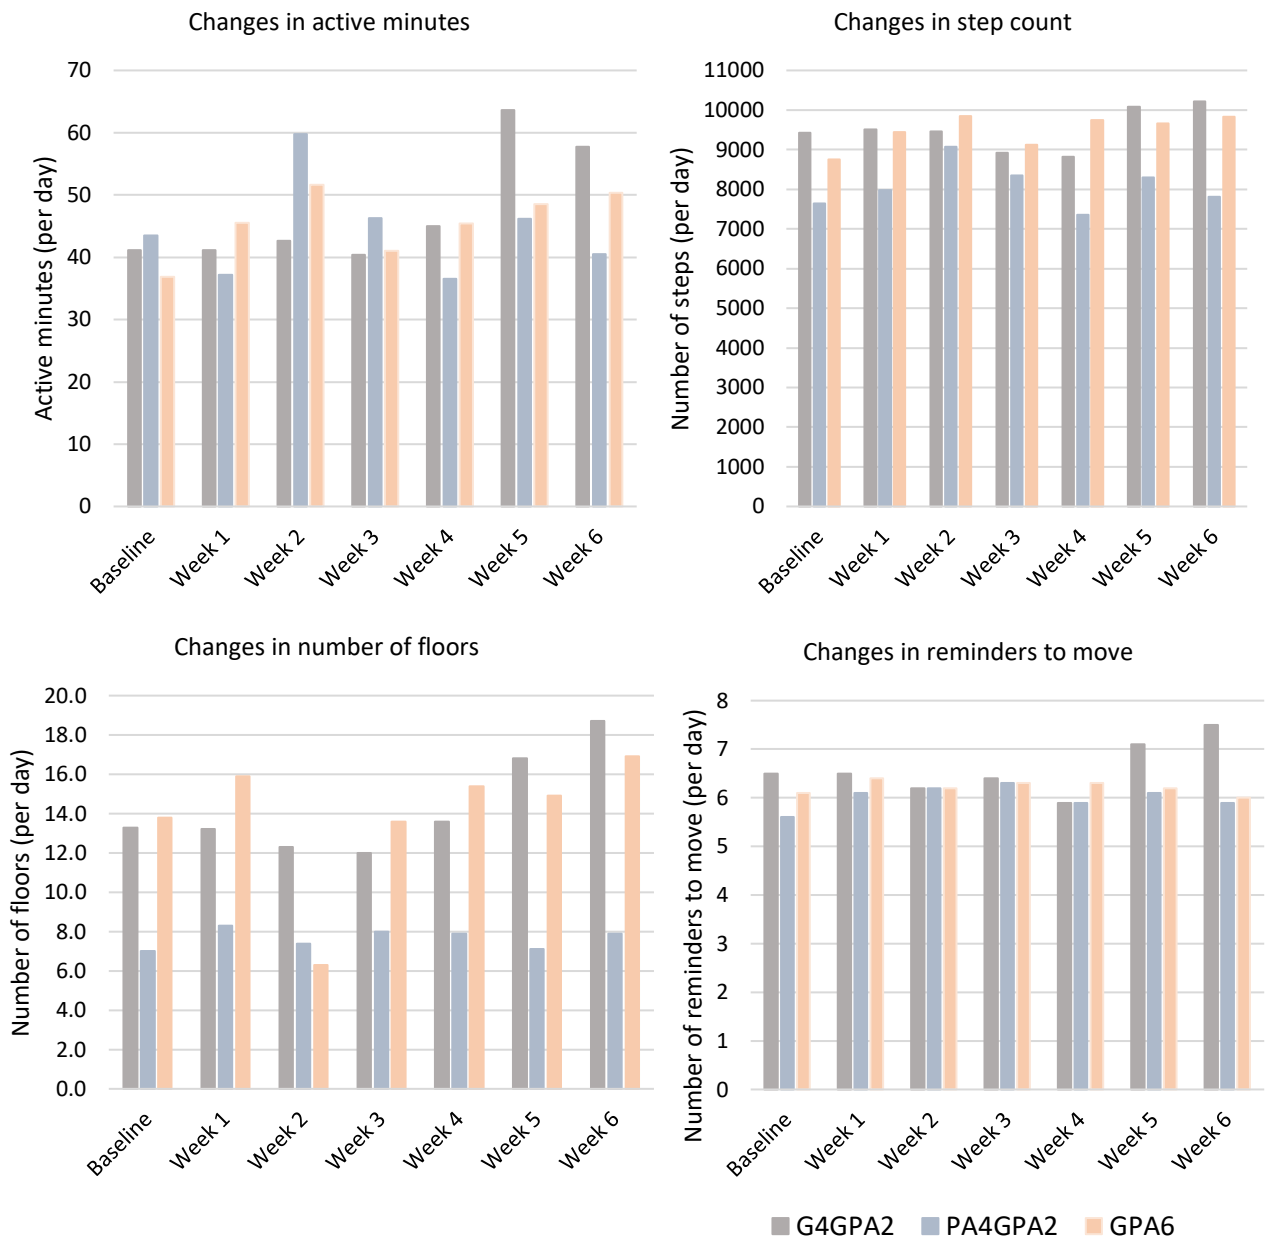 Changes in active minutes
Active minutes (per day)
70
60
50
40
30
20
10
0
Baseline
Week 1
Week 2
Week 3
Week 4
Week 5
Week 6
Changes in step count
Number of steps (per day)
11000
10000
9000
8000
7000
6000
5000
4000
3000
2000
1000
0
Baseline
Week 1
Week 2
Week 3
Week 4
Week 5
Week 6
Changes in number of floors
Number of floors (per day)
20.0
18.0
16.0
14.0
12.0
10.0
8.0
6.0
4.0
2.0
0.0
Baseline
Week 1
Week 2
Week 3
Week 4
Week 5
Week 6
Changes in reminders to move
Number of reminders to move (per day)
8
7
6
5
4
3
2
1
0
Baseline
Week 1
Week 2
Week 3
Week 4
Week 5
Week 6
G4GPA2 PA4GPA2 GPA6